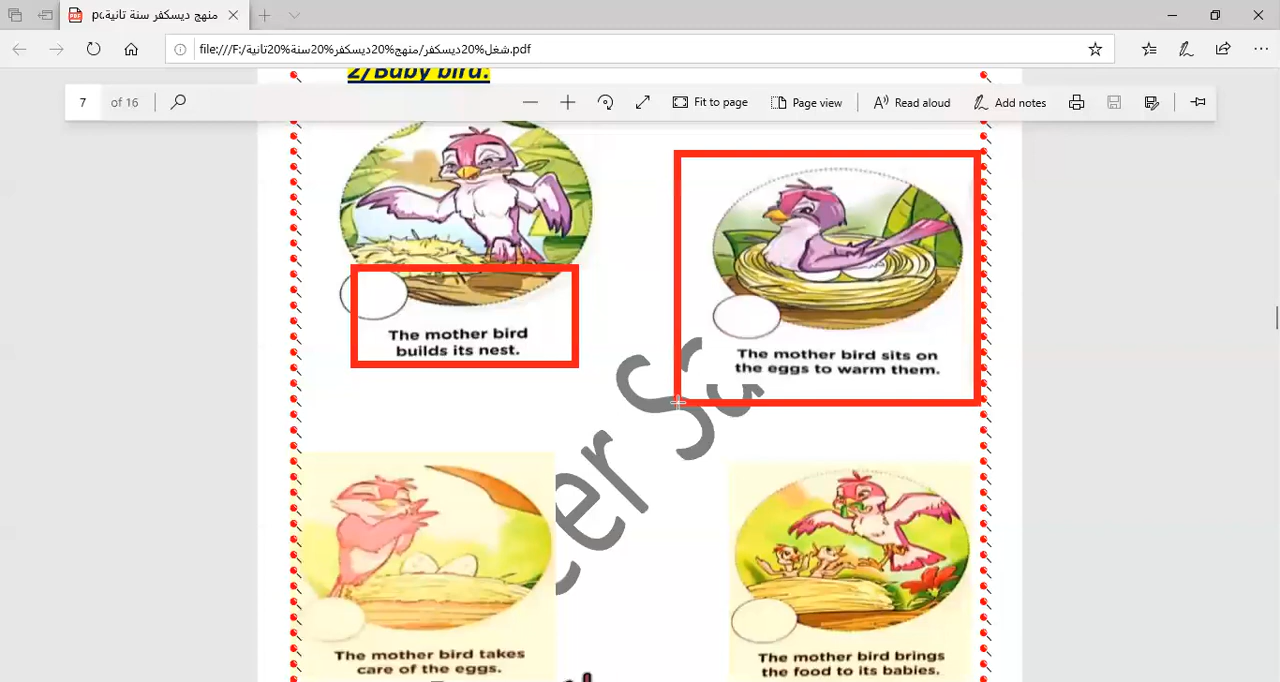 منهج ديسكفر سنة تانية.pc
file:///F:/شغل%20ديسكفر/منهج%20ديسكفر%20سنة%20تانية.pdf
2/Baby bird:
7 of 16
Fit to page
Page view
Read aloud
Add notes
The mother bird
builds its nest.
The mother bird sits on
the eggs to warm them.
The mother bird takes
care of the eggs.
The mother bird brings
the food to its babies.